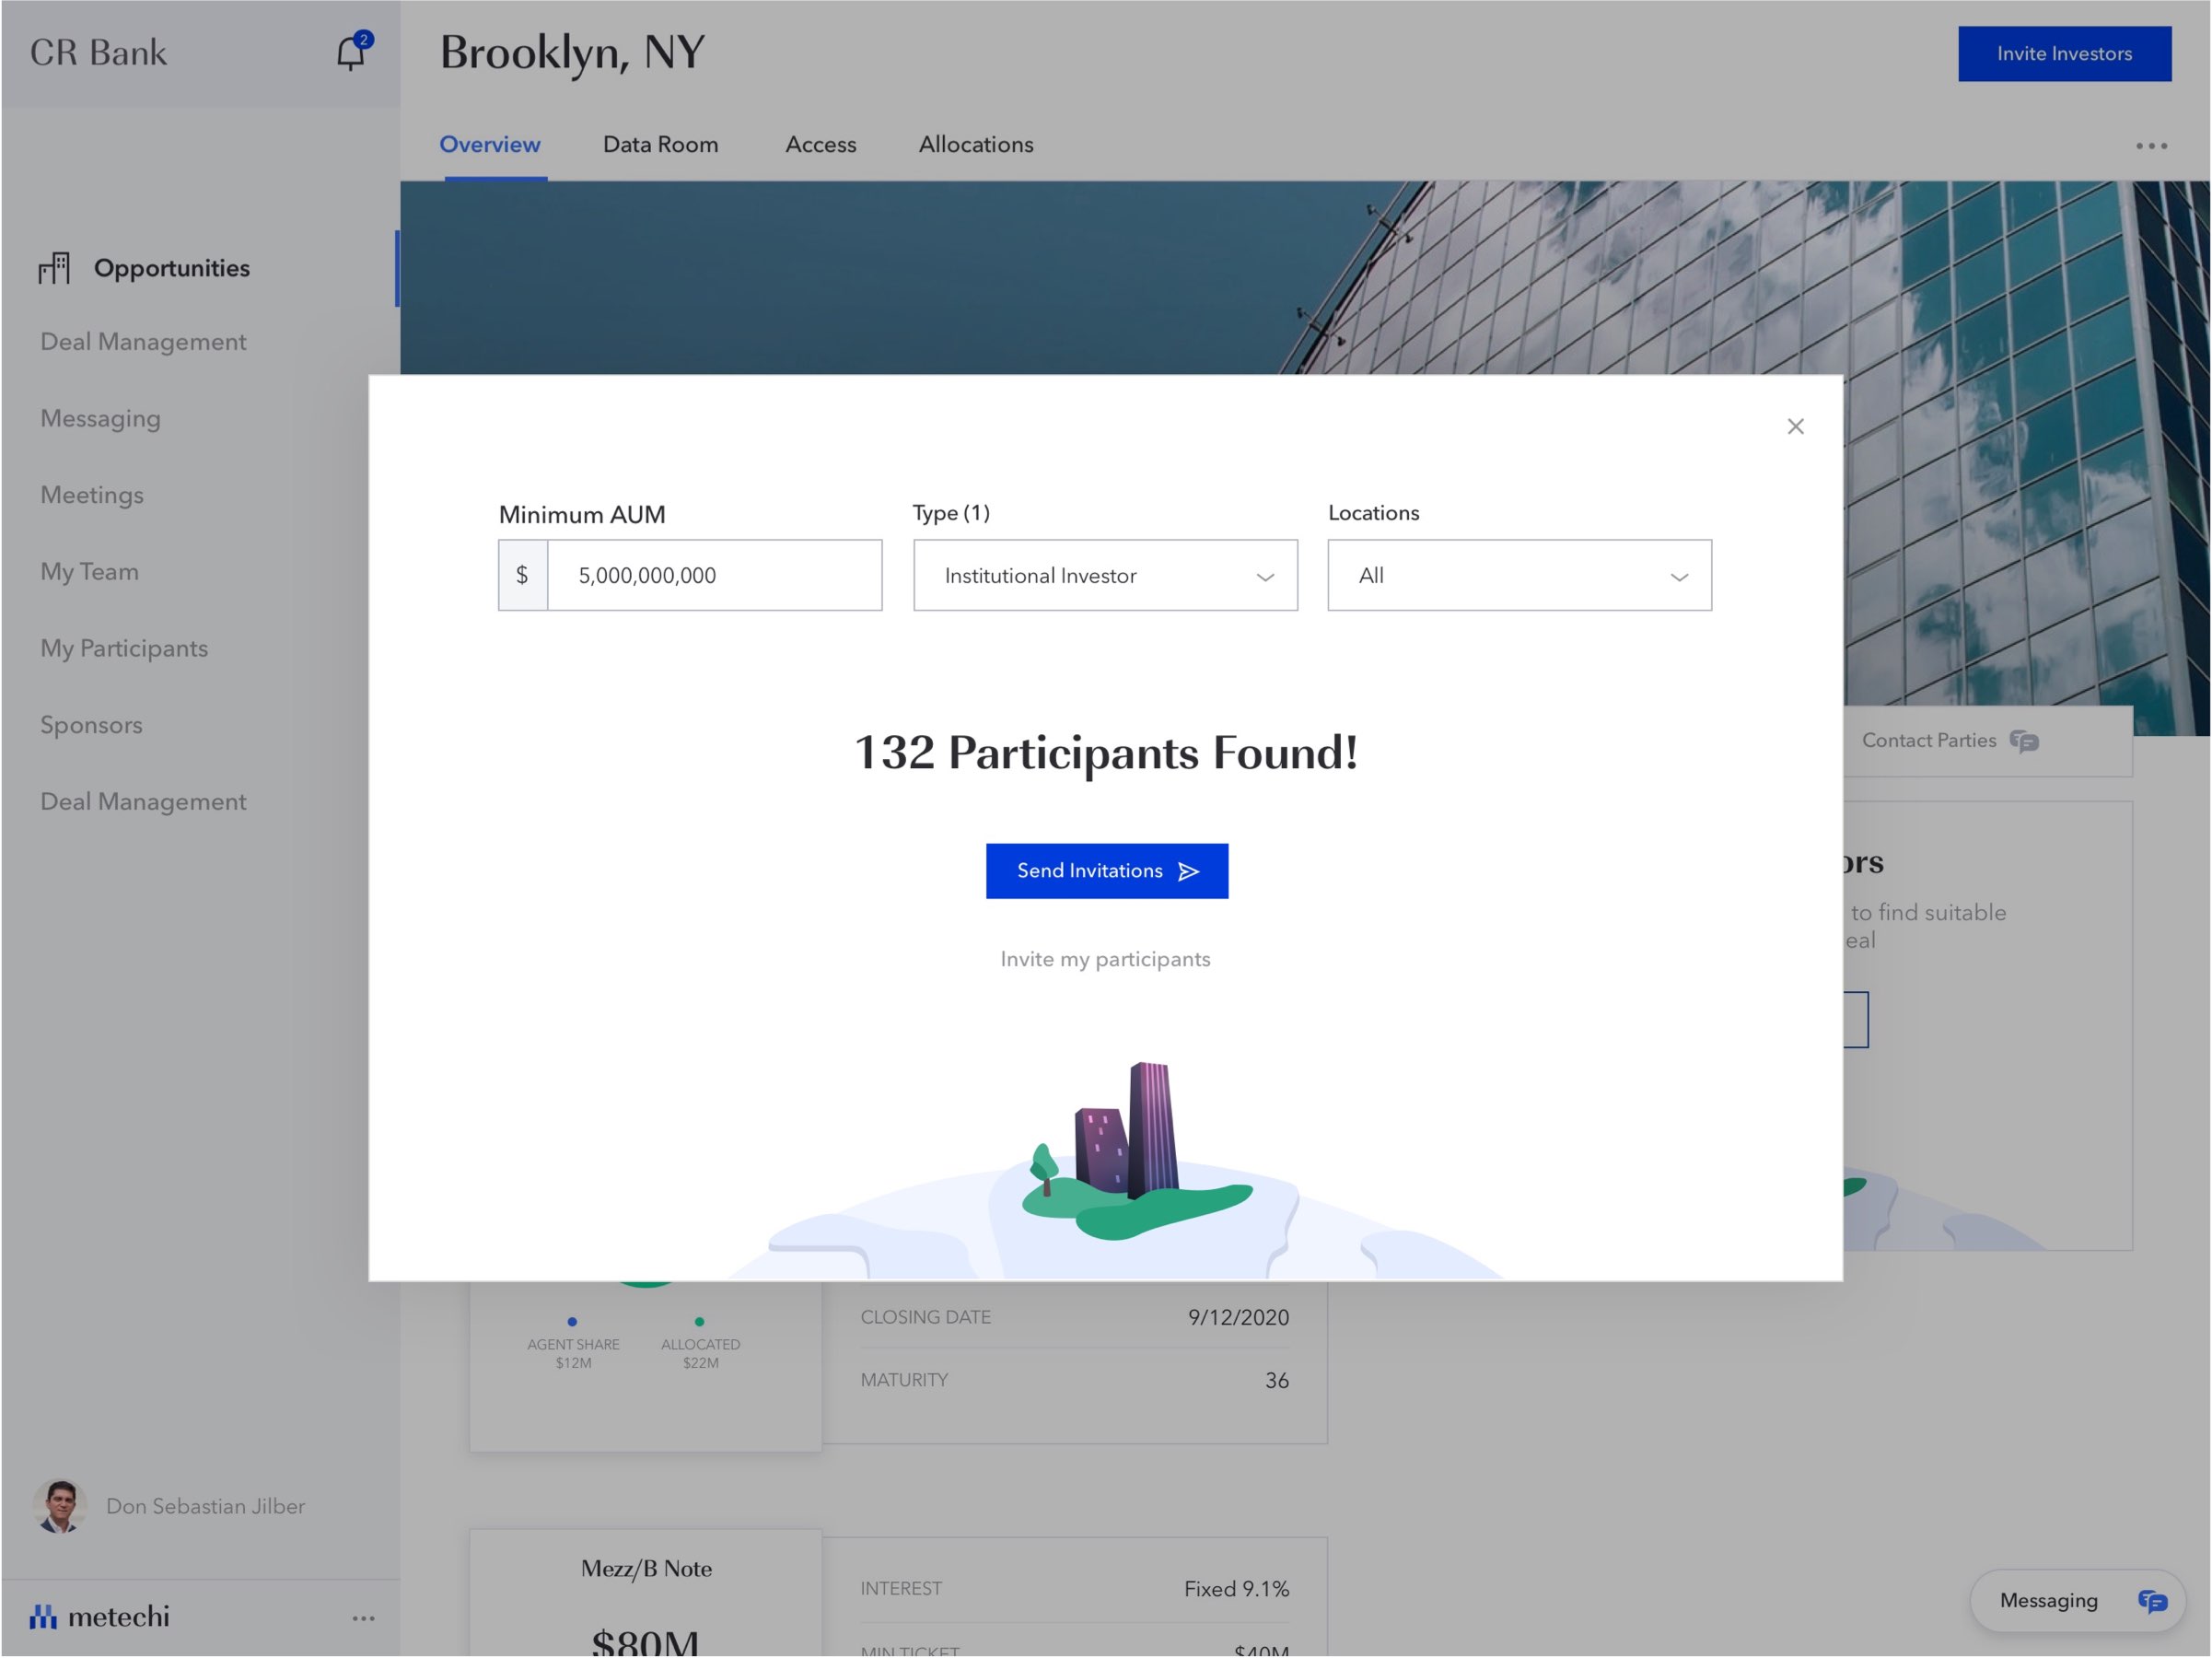 CR Bank
2
Brooklyn, NY
Invite Investors
Overview
Data Room
Access
Allocations
Opportunities
Deal Management
Messaging
Meetings
My Team
My Participants
Sponsors
Deal Management
Minimum AUM
$ 5,000,000,000
Type (1)
Institutional Investor
Locations
All
132 Participants Found!
Send Invitations
Invite my participants
Contact Parties
ors
to find suitable
eal
AGENT SHARE
$12M
ALLOCATED
$22M
CLOSING DATE 9/12/2020
MATURITY 36
Mezz/B Note
$80M
INTEREST Fixed 9.1%
MIN TICKET $40M
Don Sebastian Jilber
metechi
Messaging